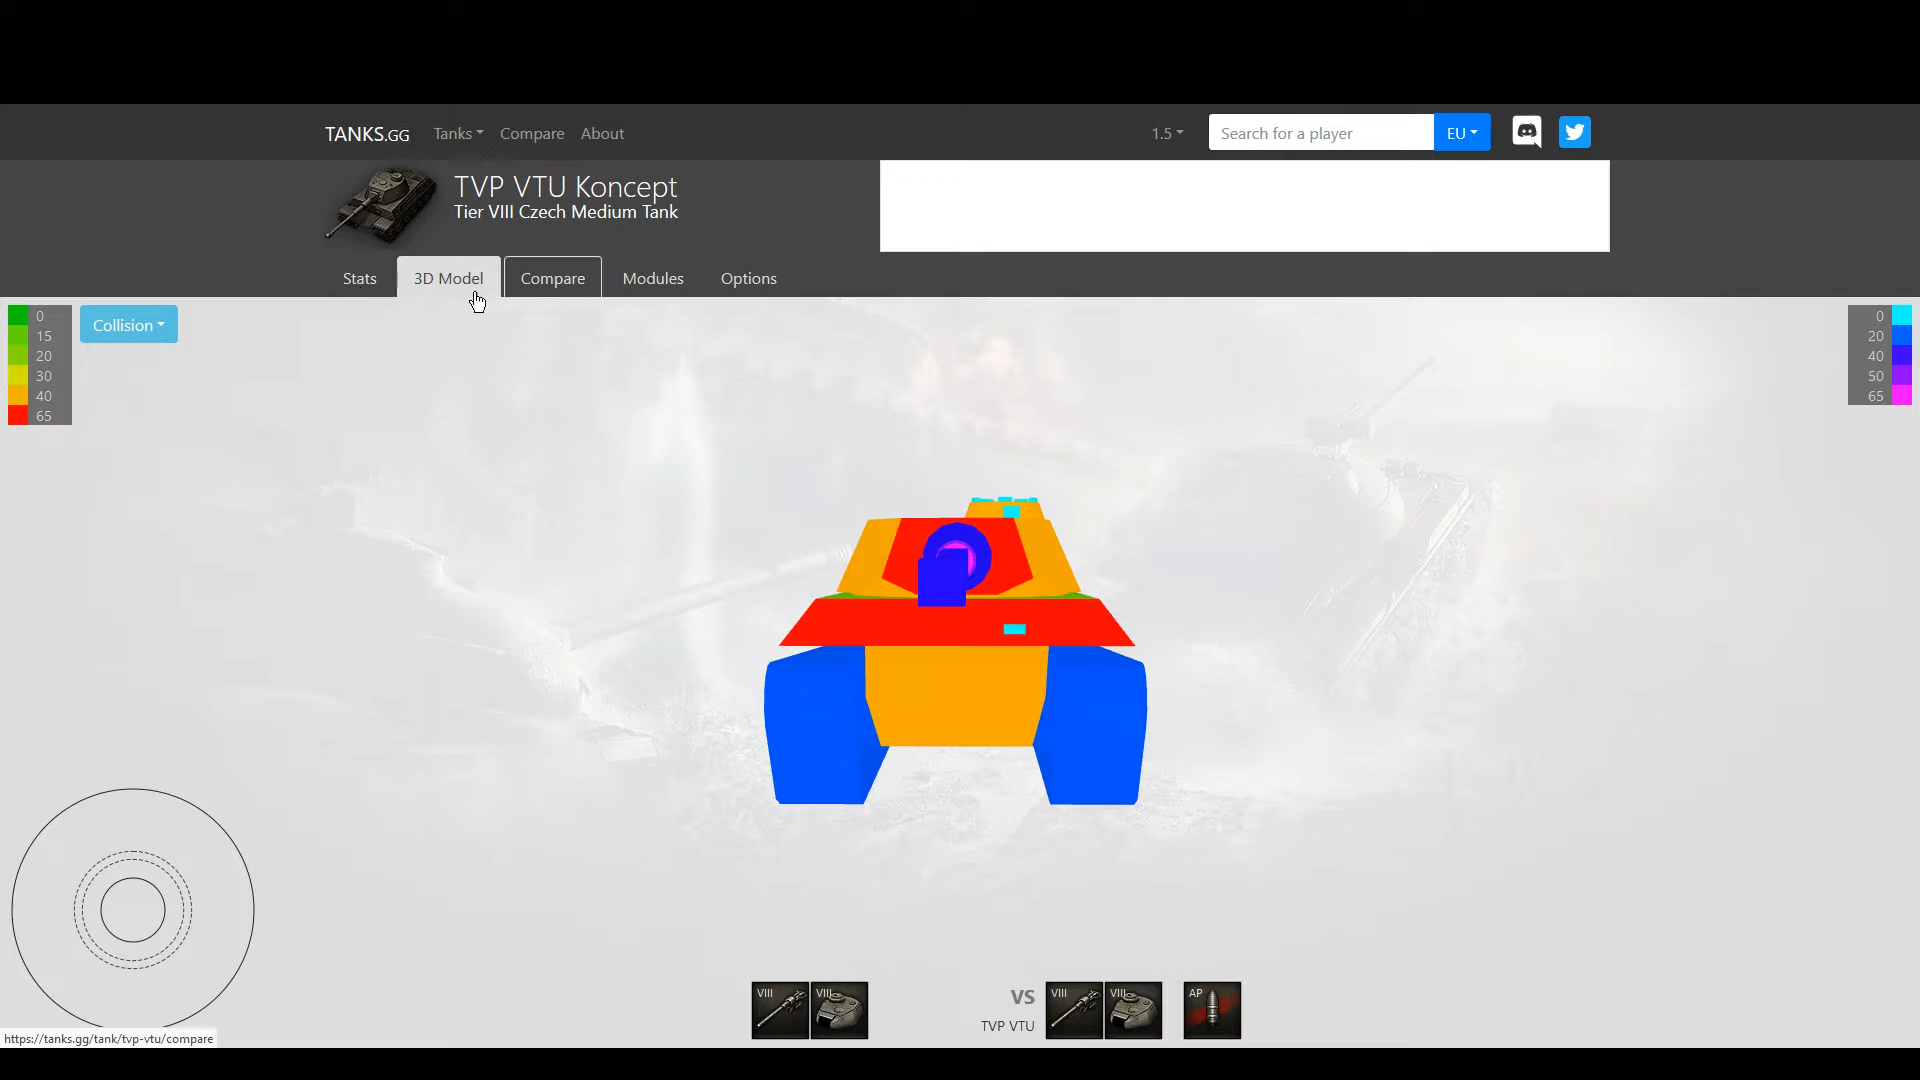 TANKS.GG Tanks Compare About 1.5 Search for a player EU
TVP VTU Koncept
Tier VIII Czech Medium Tank
Stats 3D Model Compare Modules Options
Collision
0
15
20
30
40
65
0
20
40
50
65
VIII VIII VS VIII VIII AP
TVP VTU
https://tanks.gg/tank/tvp-vtu/compare